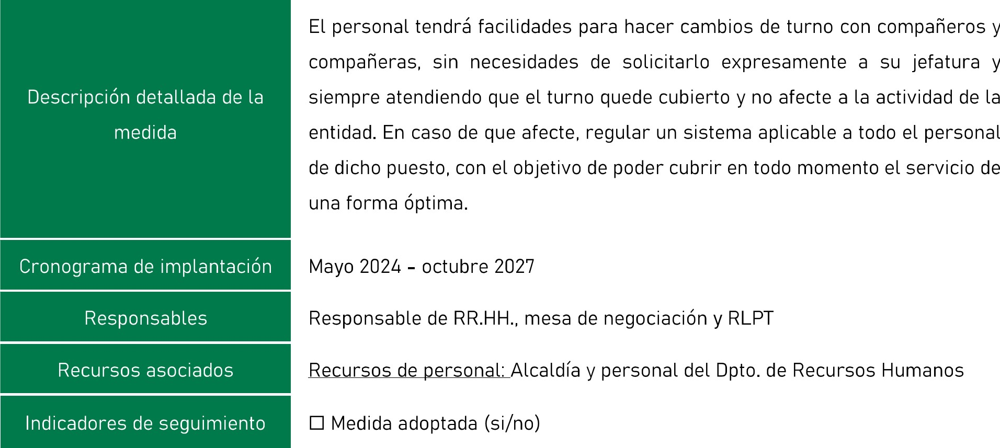 Descripción detallada de la
medida
El personal tendrá facilidades para hacer cambios de turno con compañeros y
compañeras, sin necesidades de solicitarlo expresamente a su jefatura y
siempre atendiendo que el turno quede cubierto y no afecte a la actividad de la
entidad. En caso de que afecte, regular un sistema aplicable a todo el personal
de dicho puesto, con el objetivo de poder cubrir en todo momento el servicio de
una forma óptima.
Cronograma de implantación
Mayo 2024 - octubre 2027
Responsables
Responsable de RR.HH., mesa de negociación y RLPT
Recursos asociados
Recursos de personal: Alcaldía y personal del Dpto. de Recursos Humanos
Indicadores de seguimiento
☐ Medida adoptada (si/no)